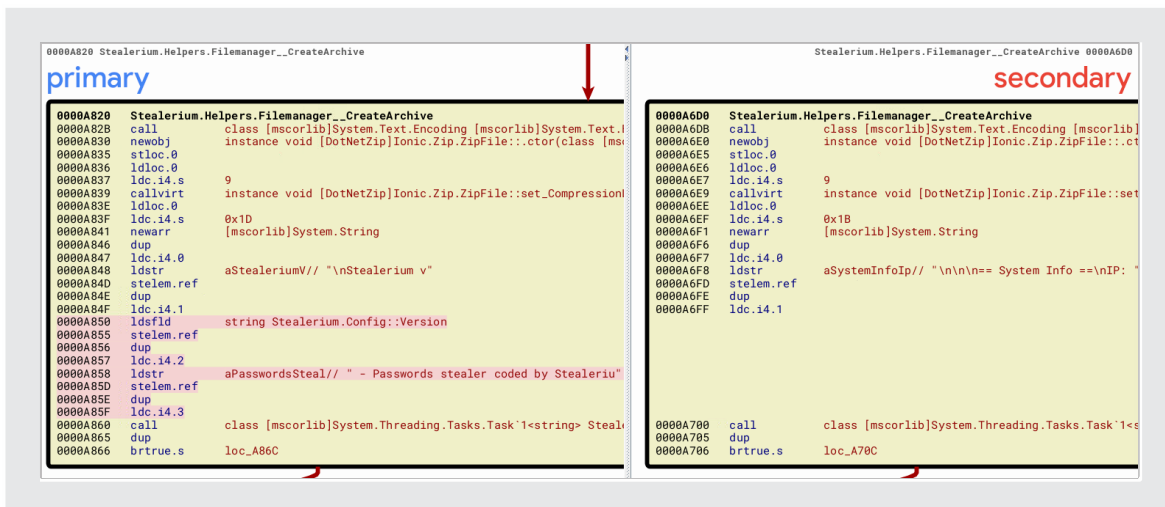 0000A820 Stealerium.Helpers.Filemanager__CreateArchive
primary
0000A820 Stealerium.Helpers.Filemanager__CreateArchive
0000A82B call class [mscorlib]System.Text.Encoding [mscorlib]System.Text.
0000A830 newobj instance void [DotNetZip]Ionic.Zip.ZipFile::.ctor(class [ms
0000A835 stloc.0
0000A836 ldloc.0
0000A837 ldc.i4.s 9
0000A839 callvirt instance void [DotNetZip]Ionic.Zip.ZipFile::set_Compression
0000A83E ldloc.0
0000A83F ldc.i4.s 0x1D
0000A841 newarr [mscorlib]System.String
0000A846 dup
0000A847 ldc.i4.0
0000A848 ldstr aStealeriumV// "\nStealerium v"
0000A84D stelem.ref
0000A84E dup
0000A84F ldc.i4.1
0000A850 ldsfld string Stealerium.Config::Version
0000A855 stelem.ref
0000A856 dup
0000A857 ldc.i4.2
0000A858 ldstr aPasswordsSteal// " - Passwords stealer coded by Stealeriu"
0000A85D stelem.ref
0000A85E dup
0000A85F ldc.i4.3
0000A860 call class [mscorlib]System.Threading.Tasks.Task`1<string> Steal
0000A865 dup
0000A866 brtrue.s loc_A86C
Stealerium.Helpers.Filemanager__CreateArchive 0000A6D0
secondary
0000A6D0 Stealerium.Helpers.Filemanager__CreateArchive
0000A6DB call class [mscorlib]System.Text.Encoding [mscorlib]
0000A6E0 newobj instance void [DotNetZip]Ionic.Zip.ZipFile::.ct
0000A6E5 stloc.0
0000A6E6 ldloc.0
0000A6E7 ldc.i4.s 9
0000A6E9 callvirt instance void [DotNetZip]Ionic.Zip.ZipFile::set
0000A6EE ldloc.0
0000A6EF ldc.i4.s 0x1B
0000A6F1 newarr [mscorlib]System.String
0000A6F6 dup
0000A6F7 ldc.i4.0
0000A6F8 ldstr aSystemInfoIp// "\n\n\n== System Info ==\nIP: "
0000A6FD stelem.ref
0000A6FE dup
0000A6FF ldc.i4.1
0000A700 call class [mscorlib]System.Threading.Tasks.Task`1<s
0000A705 dup
0000A706 brtrue.s loc_A70C